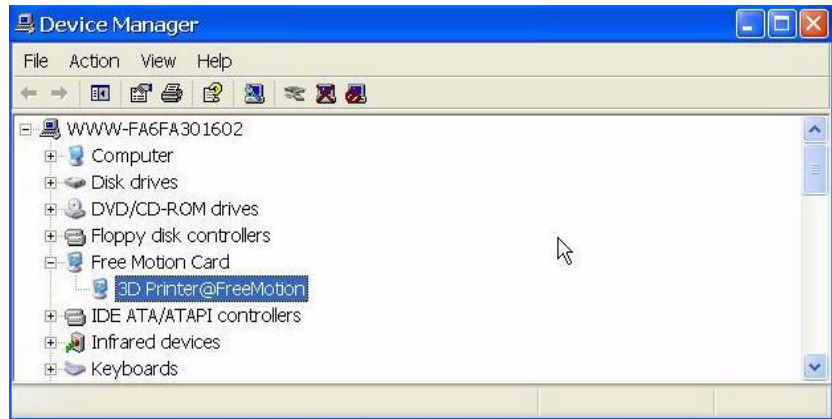 Device Manager
File Action View Help
WWW-FA6FA301602
Computer
Disk drives
DVD/CD-ROM drives
Floppy disk controllers
Free Motion Card
3D Printer@FreeMotion
IDE ATA/ATAPI controllers
Infrared devices
Keyboards